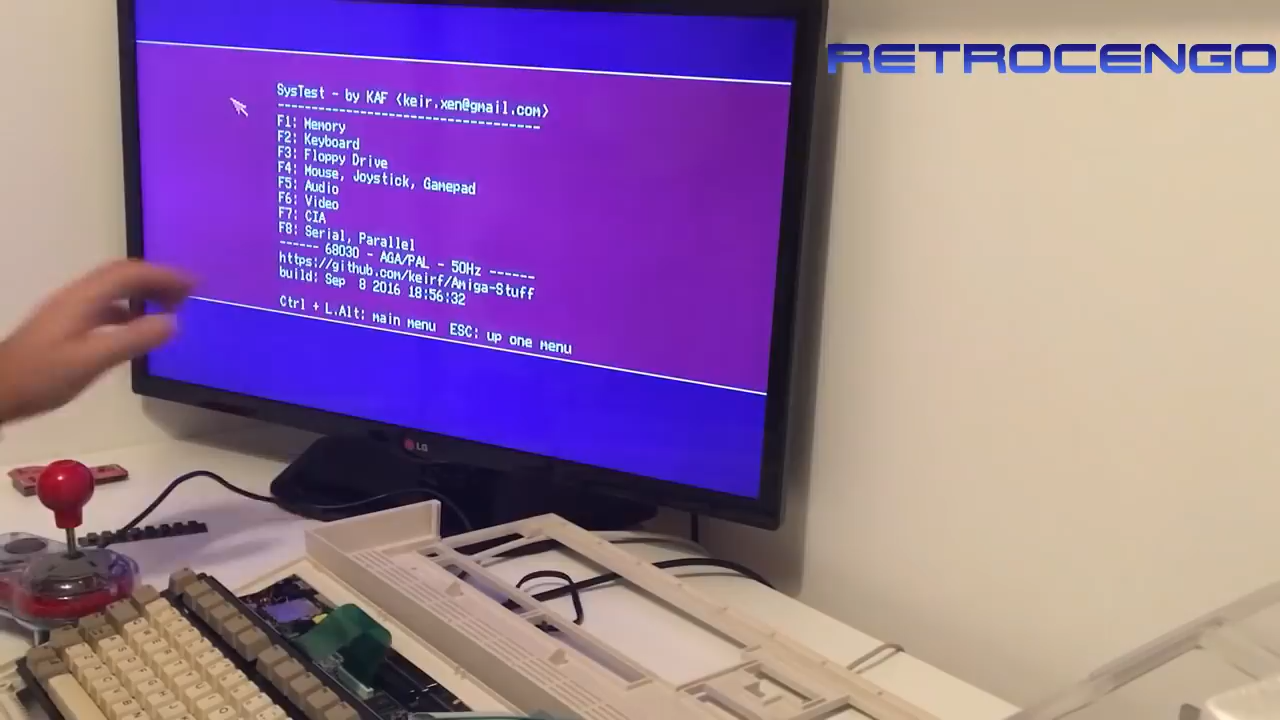 RETROCENGO
SysTest - by KAF <keir.xen@gmail.com>
------------------------------------
F1: Memory
F2: Keyboard
F3: Floppy Drive
F4: Mouse, Joystick, Gamepad
F5: Audio
F6: Video
F7: CIA
F8: Serial, Parallel
------ 68030 - AGA/PAL - 50Hz ------
https://github.com/keirf/Amiga-Stuff
build: Sep  8 2016 18:56:32
Ctrl + L.Alt: main menu  ESC: up one menu
LG